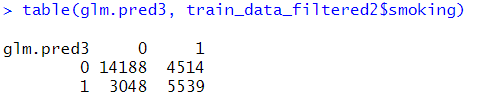 > table(glm.pred3, train_data_filtered2$smoking)
glm.pred3 0 1
0 14188 4514
1 3048 5539